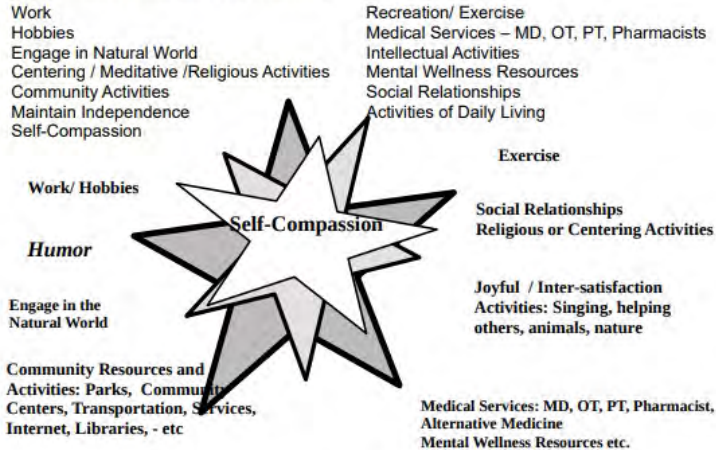 Work
Hobbies
Engage in Natural World
Centering / Meditative /Religious Activities
Community Activities
Maintain Independence
Self-Compassion
Recreation/ Exercise
Medical Services – MD, OT, PT, Pharmacists
Intellectual Activities
Mental Wellness Resources
Social Relationships
Activities of Daily Living
Exercise
Work/ Hobbies
Self-Compassion
Social Relationships
Religious or Centering Activities
Humor
Joyful / Inter-satisfaction
Activities: Singing, helping
others, animals, nature
Engage in the
Natural World
Community Resources and
Activities: Parks, Community
Centers, Transportation, Services,
Internet, Libraries, - etc
Medical Services: MD, OT, PT, Pharmacist,
Alternative Medicine
Mental Wellness Resources etc.